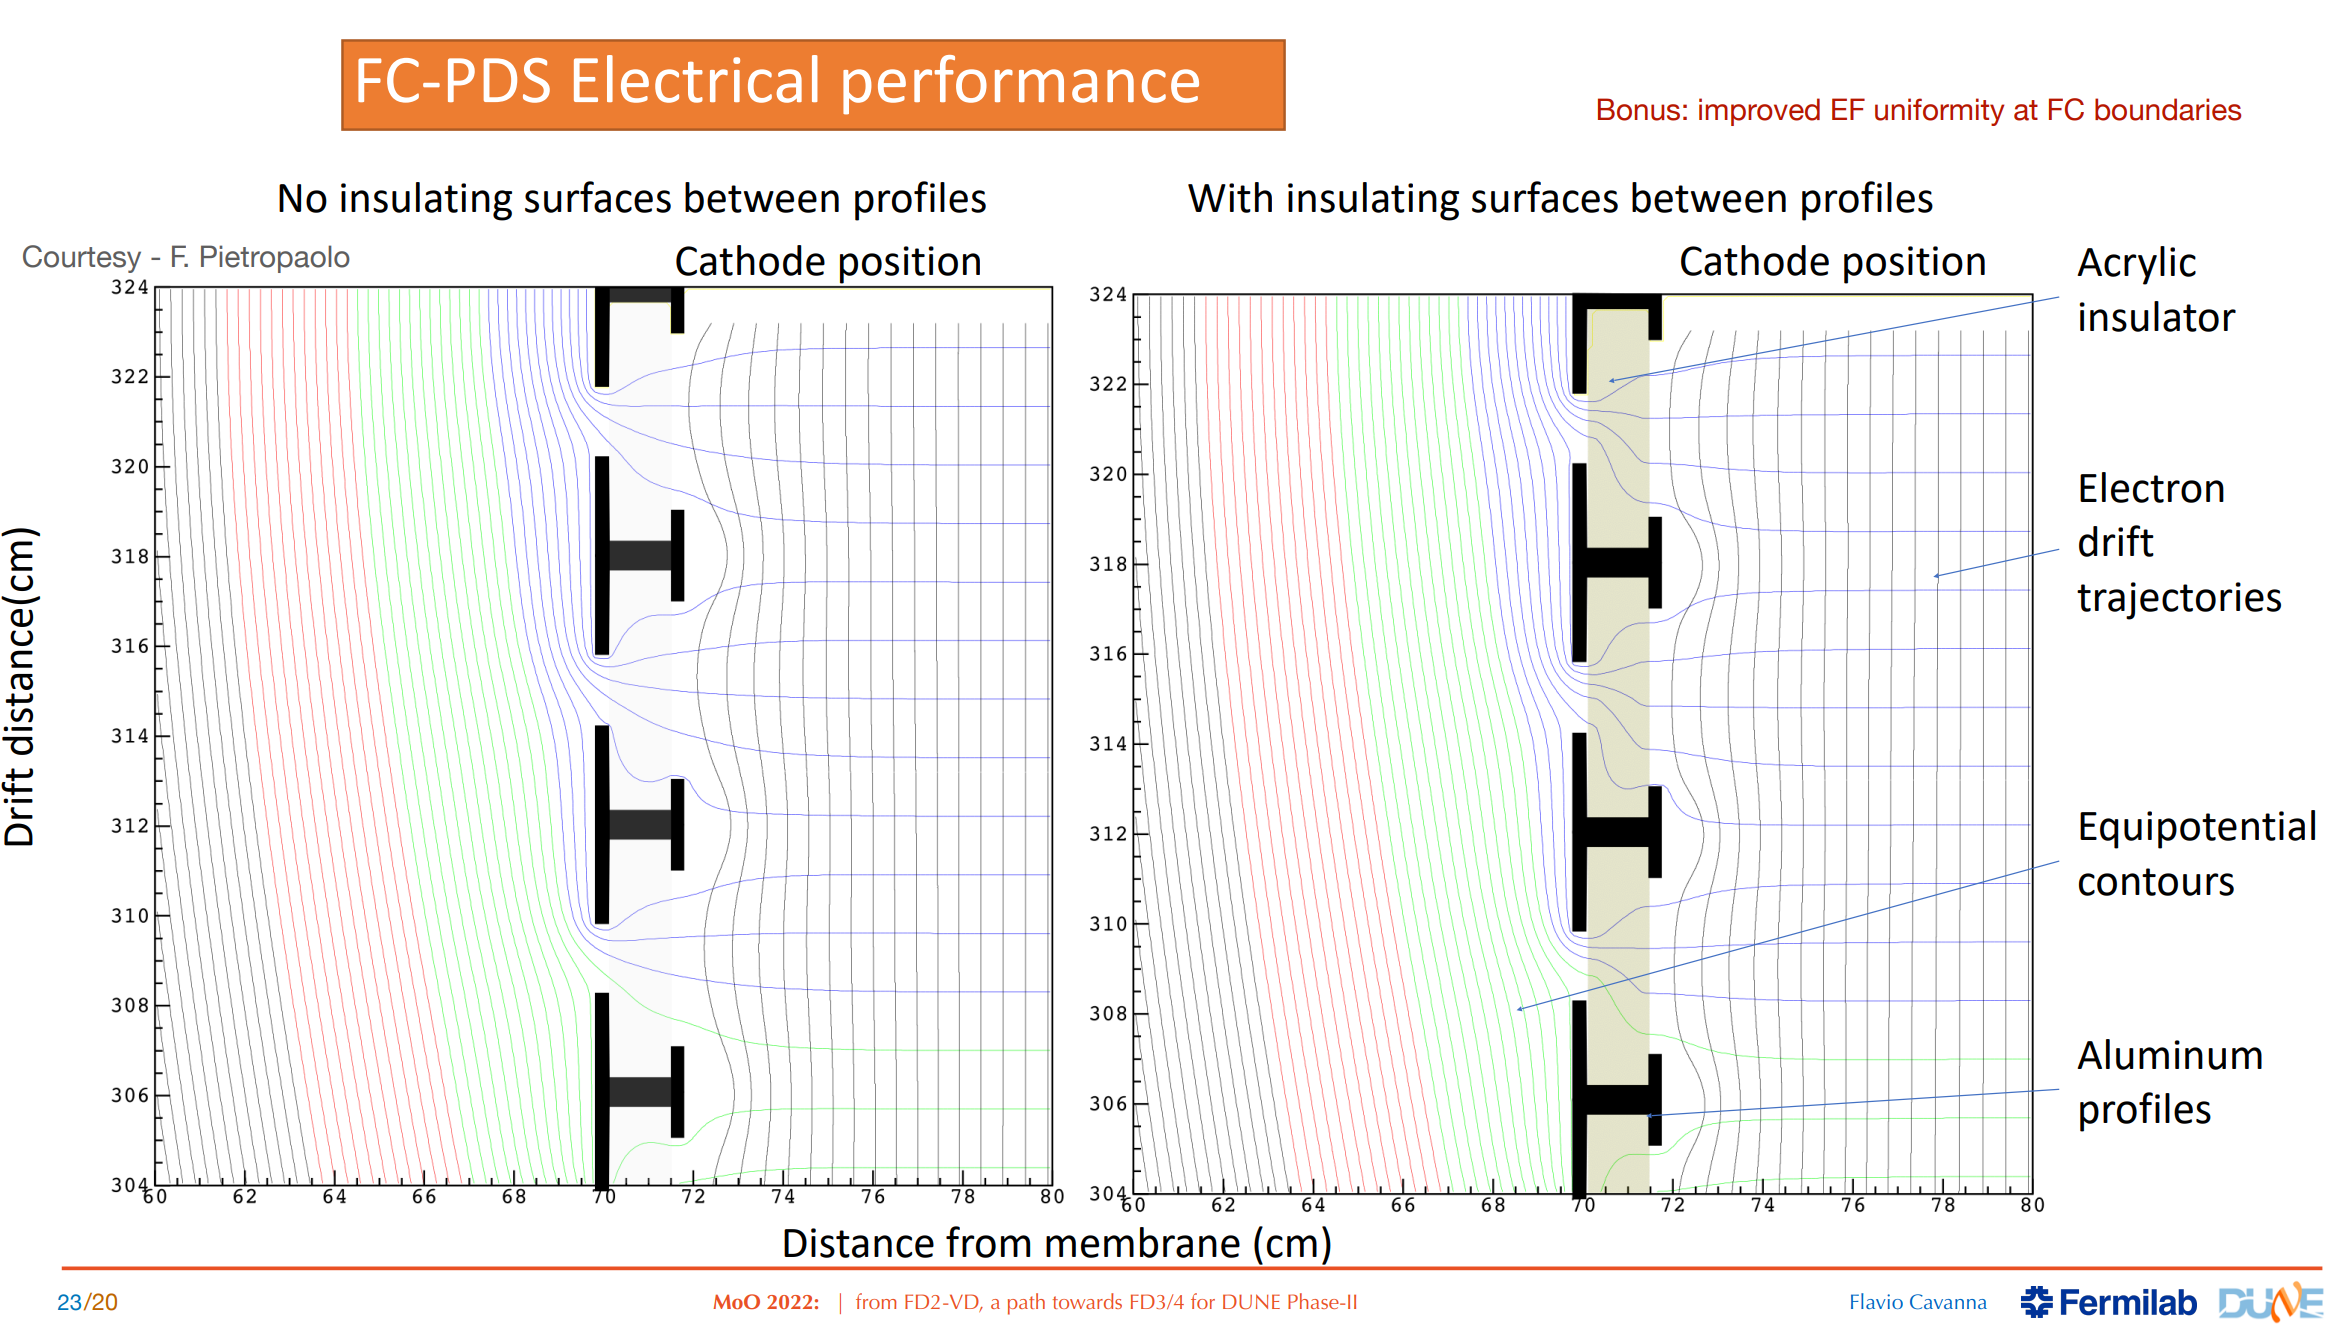 FC-PDS Electrical performance
Bonus: improved EF uniformity at FC boundaries
No insulating surfaces between profiles
With insulating surfaces between profiles
Courtesy - F. Pietropaolo
Cathode position
Cathode position
Acrylic
insulator
Electron
drift
trajectories
Equipotential
contours
Aluminum
profiles
Drift distance(cm)
324
322
320
318
316
314
312
310
308
306
304
60 62 64 66 68 70 72 74 76 78 80
324
322
320
318
316
314
312
310
308
306
304
60 62 64 66 68 70 72 74 76 78 80
Distance from membrane (cm)
23/20
MoO 2022: | from FD2-VD, a path towards FD3/4 for DUNE Phase-II
Flavio Cavanna
Fermilab
DUNE